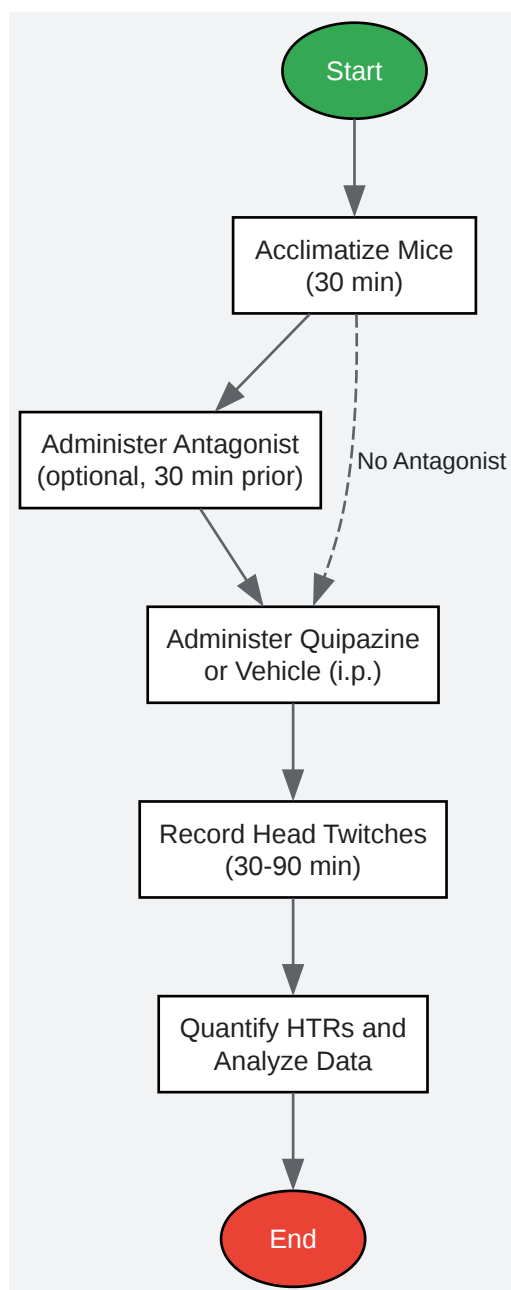 Start
Acclimatize Mice
(30 min)
Administer Antagonist
(optional, 30 min prior)
No Antagonist
Administer Quipazine
or Vehicle (i.p.)
Record Head Twitches
(30-90 min)
Quantify HTRs and
Analyze Data
End